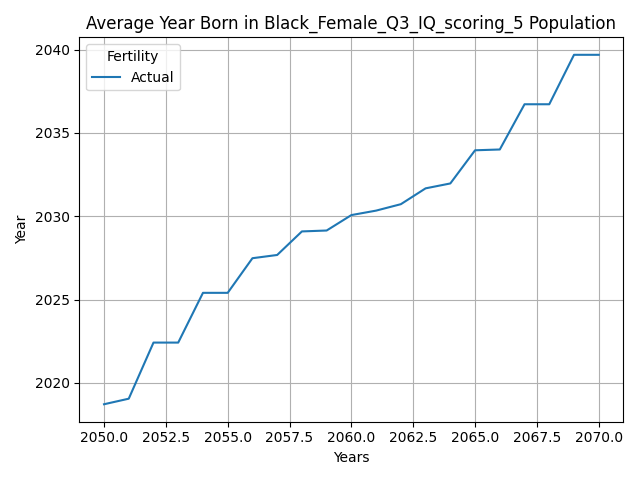 Average Year Born in Black_Female_Q3_IQ_scoring_5 Population
Fertility
Actual
2040
2035
2030
2025
2020
Year
2050.0 2052.5 2055.0 2057.5 2060.0 2062.5 2065.0 2067.5 2070.0
Years